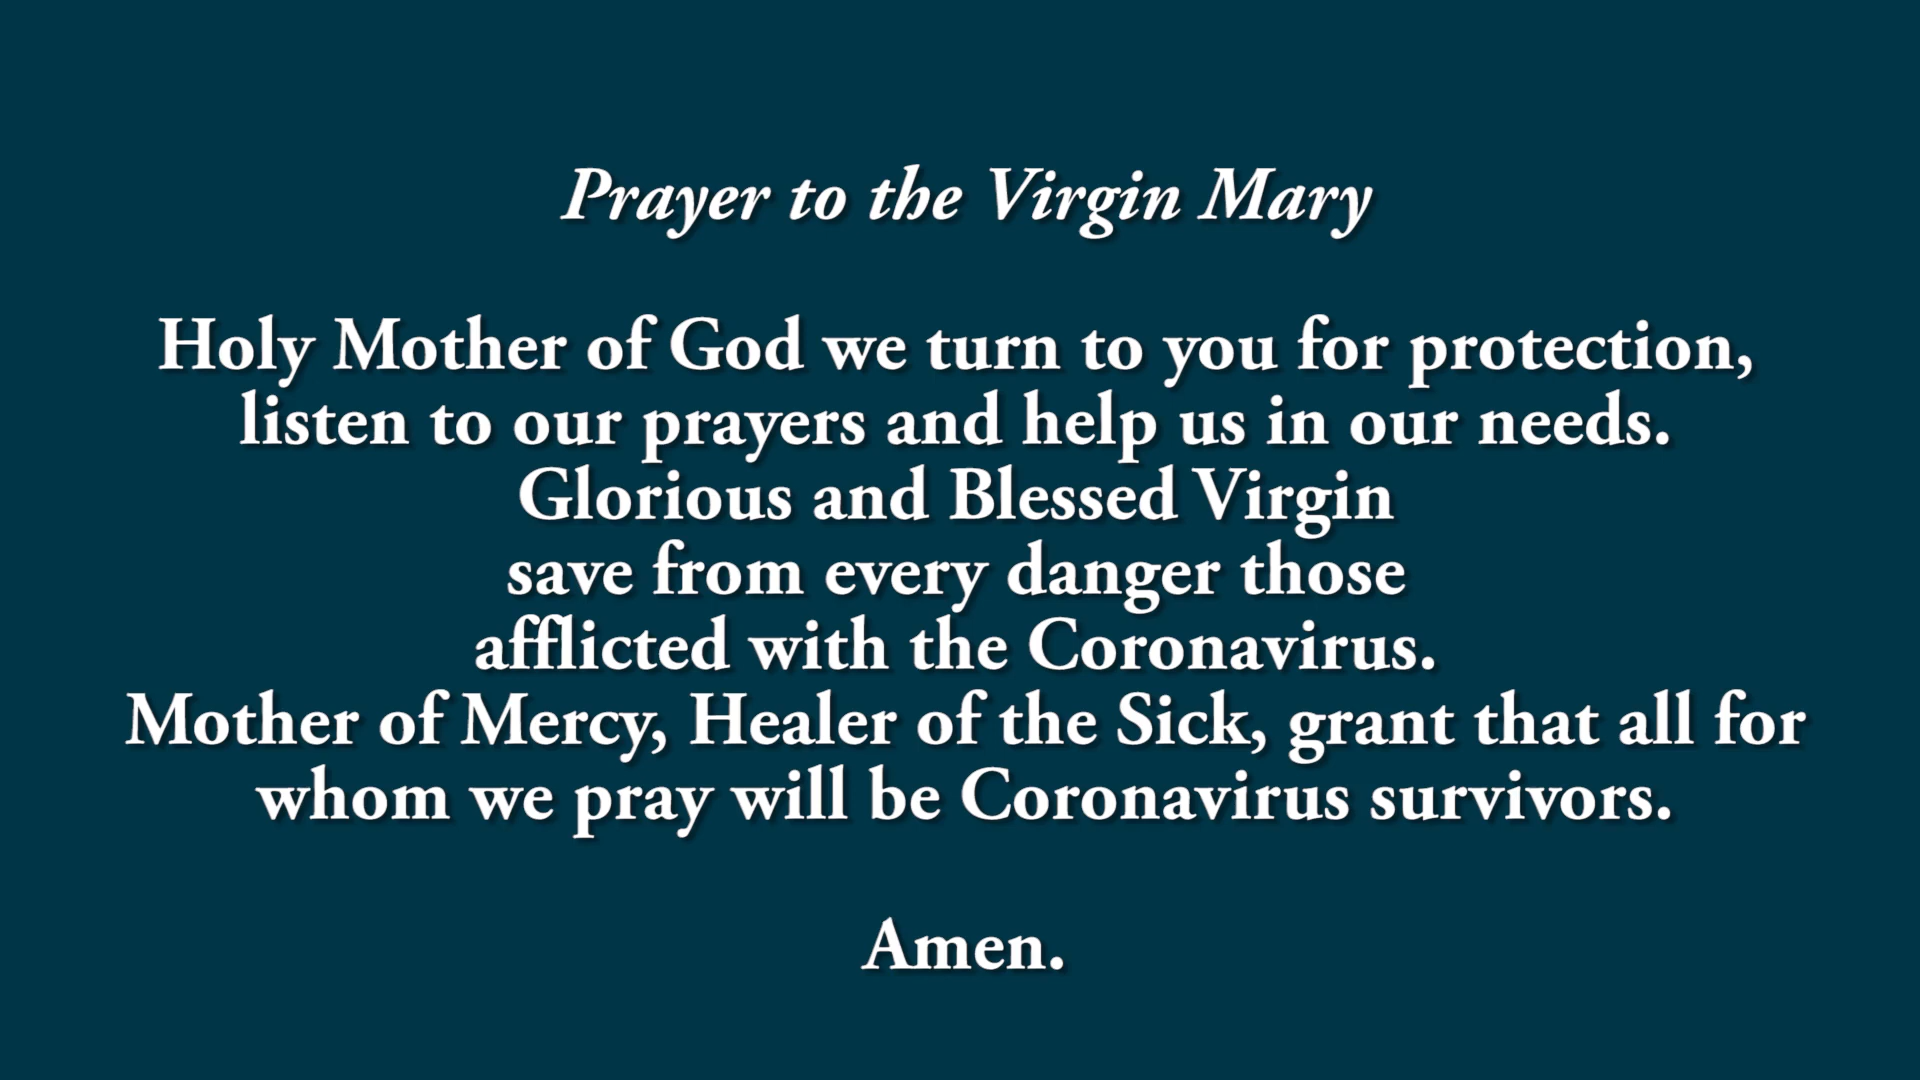 Prayer to the Virgin Mary
Holy Mother of God we turn to you for protection,
listen to our prayers and help us in our needs.
Glorious and Blessed Virgin
save from every danger those
afflicted with the Coronavirus.
Mother of Mercy, Healer of the Sick, grant that all for
whom we pray will be Coronavirus survivors.
Amen.